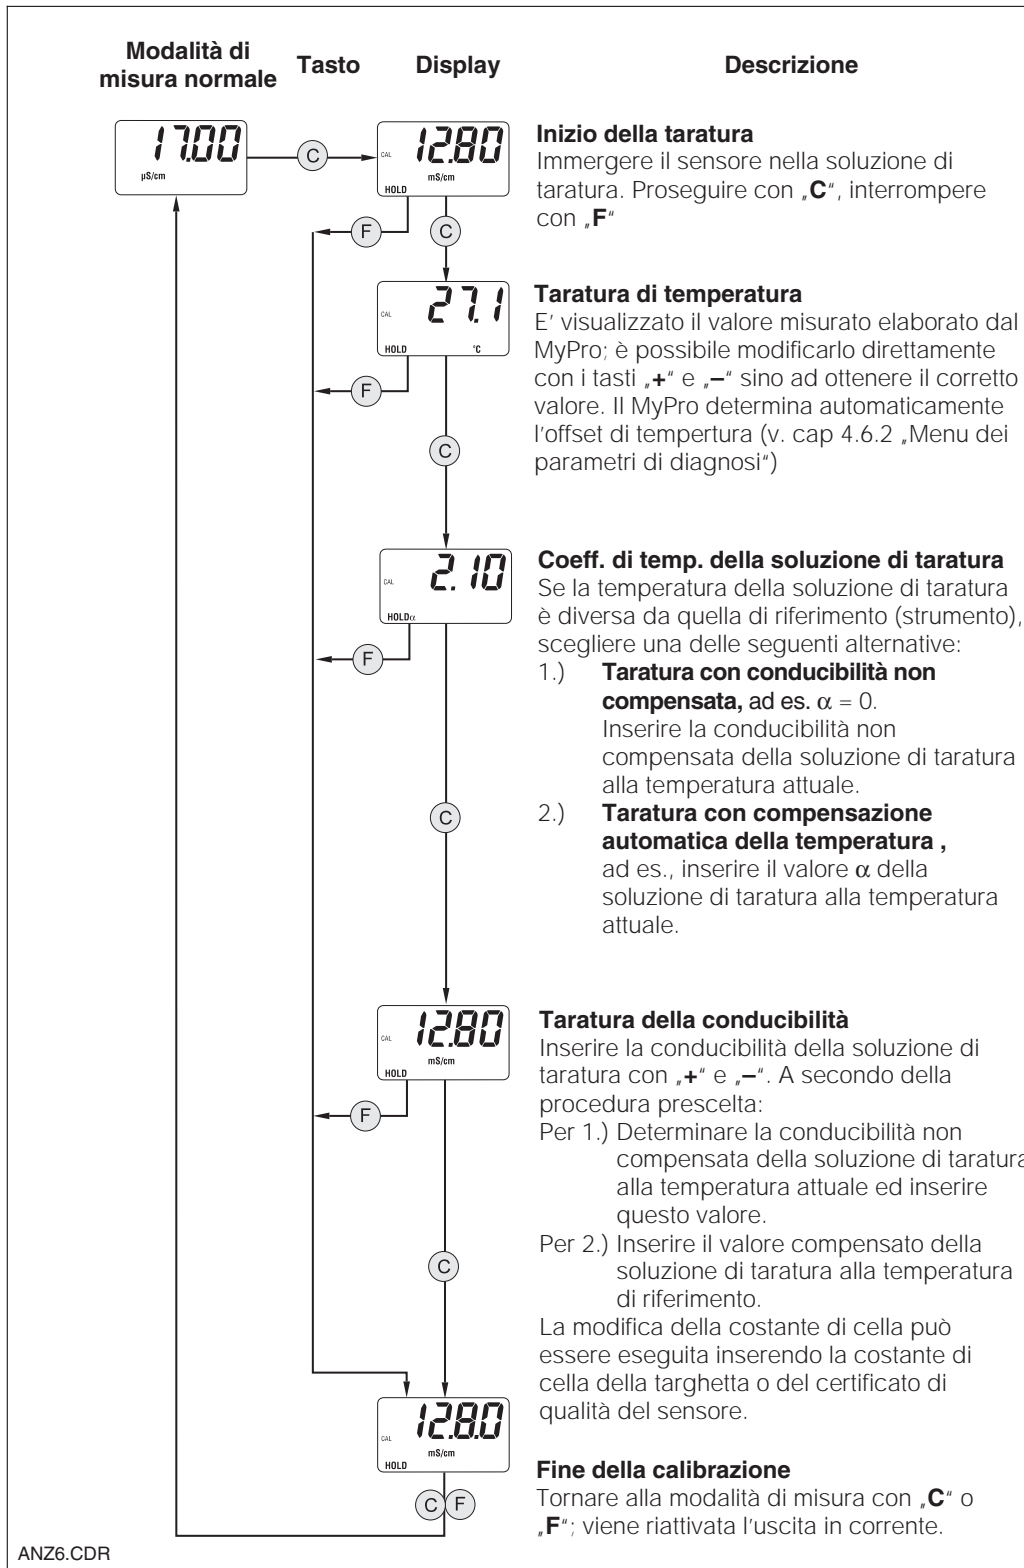 Modalità di
misura normale
Tasto
Display
Descrizione
17.00
µS/cm
C
CAL
12.80
mS/cm
HOLD
Inizio della taratura
Immergere il sensore nella soluzione di
taratura. Proseguire con „C“, interrompere
con „F“
F
C
CAL
27.1
HOLD
°C
Taratura di temperatura
E’ visualizzato il valore misurato elaborato dal
MyPro; è possibile modificarlo direttamente
con i tasti „+“ e „–“ sino ad ottenere il corretto
valore. Il MyPro determina automaticamente
l’offset di tempertura (v. cap 4.6.2 „Menu dei
parametri di diagnosi“)
F
C
CAL
2.10
HOLDα
Coeff. di temp. della soluzione di taratura
Se la temperatura della soluzione di taratura
è diversa da quella di riferimento (strumento),
scegliere una delle seguenti alternative:
1.) Taratura con conducibilità non
compensata, ad es. α = 0.
Inserire la conducibilità non
compensata della soluzione di taratura
alla temperatura attuale.
2.) Taratura con compensazione
automatica della temperatura ,
ad es., inserire il valore α della
soluzione di taratura alla temperatura
attuale.
F
C
CAL
12.80
mS/cm
HOLD
Taratura della conducibilità
Inserire la conducibilità della soluzione di
taratura con „+“ e „–“. A secondo della
procedura prescelta:
Per 1.) Determinare la conducibilità non
compensata della soluzione di taratura
alla temperatura attuale ed inserire
questo valore.
Per 2.) Inserire il valore compensato della
soluzione di taratura alla temperatura
di riferimento.
La modifica della costante di cella può
essere eseguita inserendo la costante di
cella della targhetta o del certificato di
qualità del sensore.
F
C
CAL
12.8.0
mS/cm
HOLD
C F
Fine della calibrazione
Tornare alla modalità di misura con „C“ o
„F“; viene riattivata l’uscita in corrente.
ANZ6.CDR